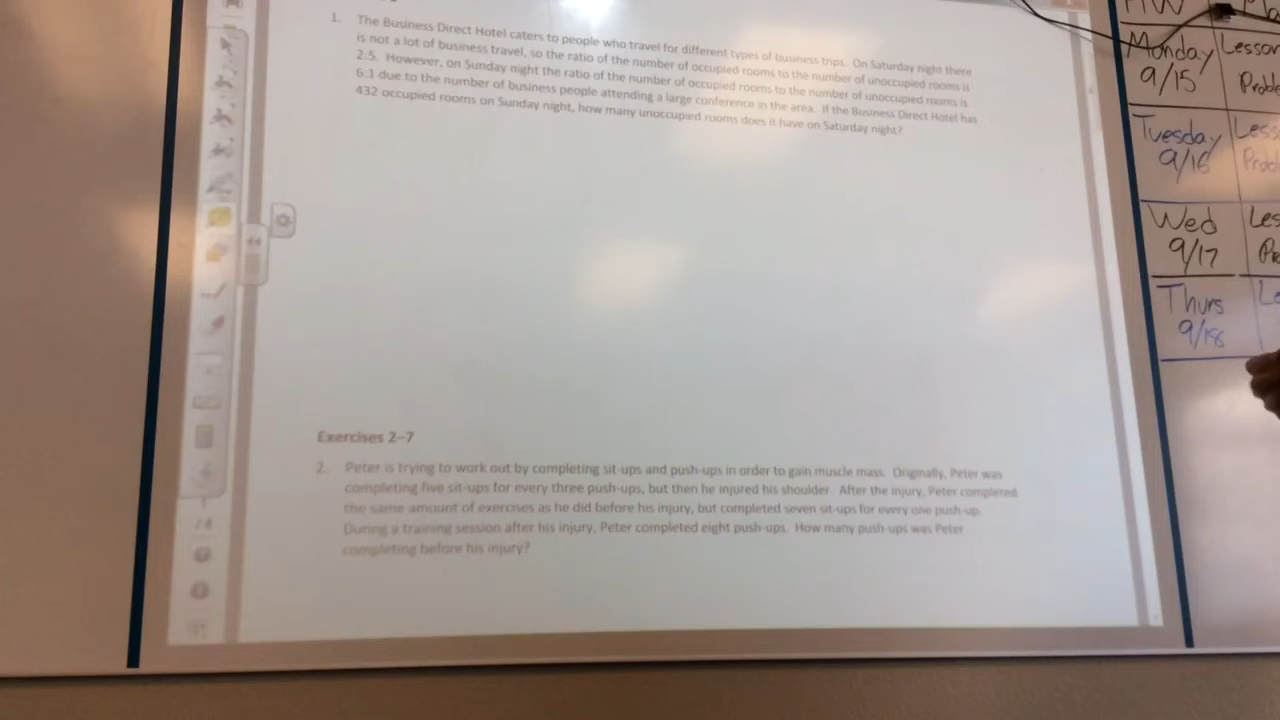 1. The Business Direct Hotel caters to people who travel for different types of business trips. On Saturday night there
is not a lot of business travel, so the ratio of the number of occupied rooms to the number of unoccupied rooms is
2:5. However, on Sunday night the ratio of the number of occupied rooms to the number of unoccupied rooms is
6:1 due to the number of business people attending a large conference in the area. If the Business Direct Hotel has
432 occupied rooms on Sunday night, how many unoccupied rooms does it have on Saturday night?
Exercises 2–7
2. Peter is trying to work out by completing sit-ups and push-ups in order to gain muscle mass. Originally, Peter was
completing five sit-ups for every three push-ups, but then he injured his shoulder. After the injury, Peter completed
the same amount of exercises as he did before his injury, but completed seven sit-ups for every one push-up.
During a training session after his injury, Peter completed eight push-ups. How many push-ups was Peter
completing before his injury?
HW
Monday Lesson
9/15 Proble
Tuesday Less
9/16 Prob
Wed Les
9/17 Pr
Thurs
9/18